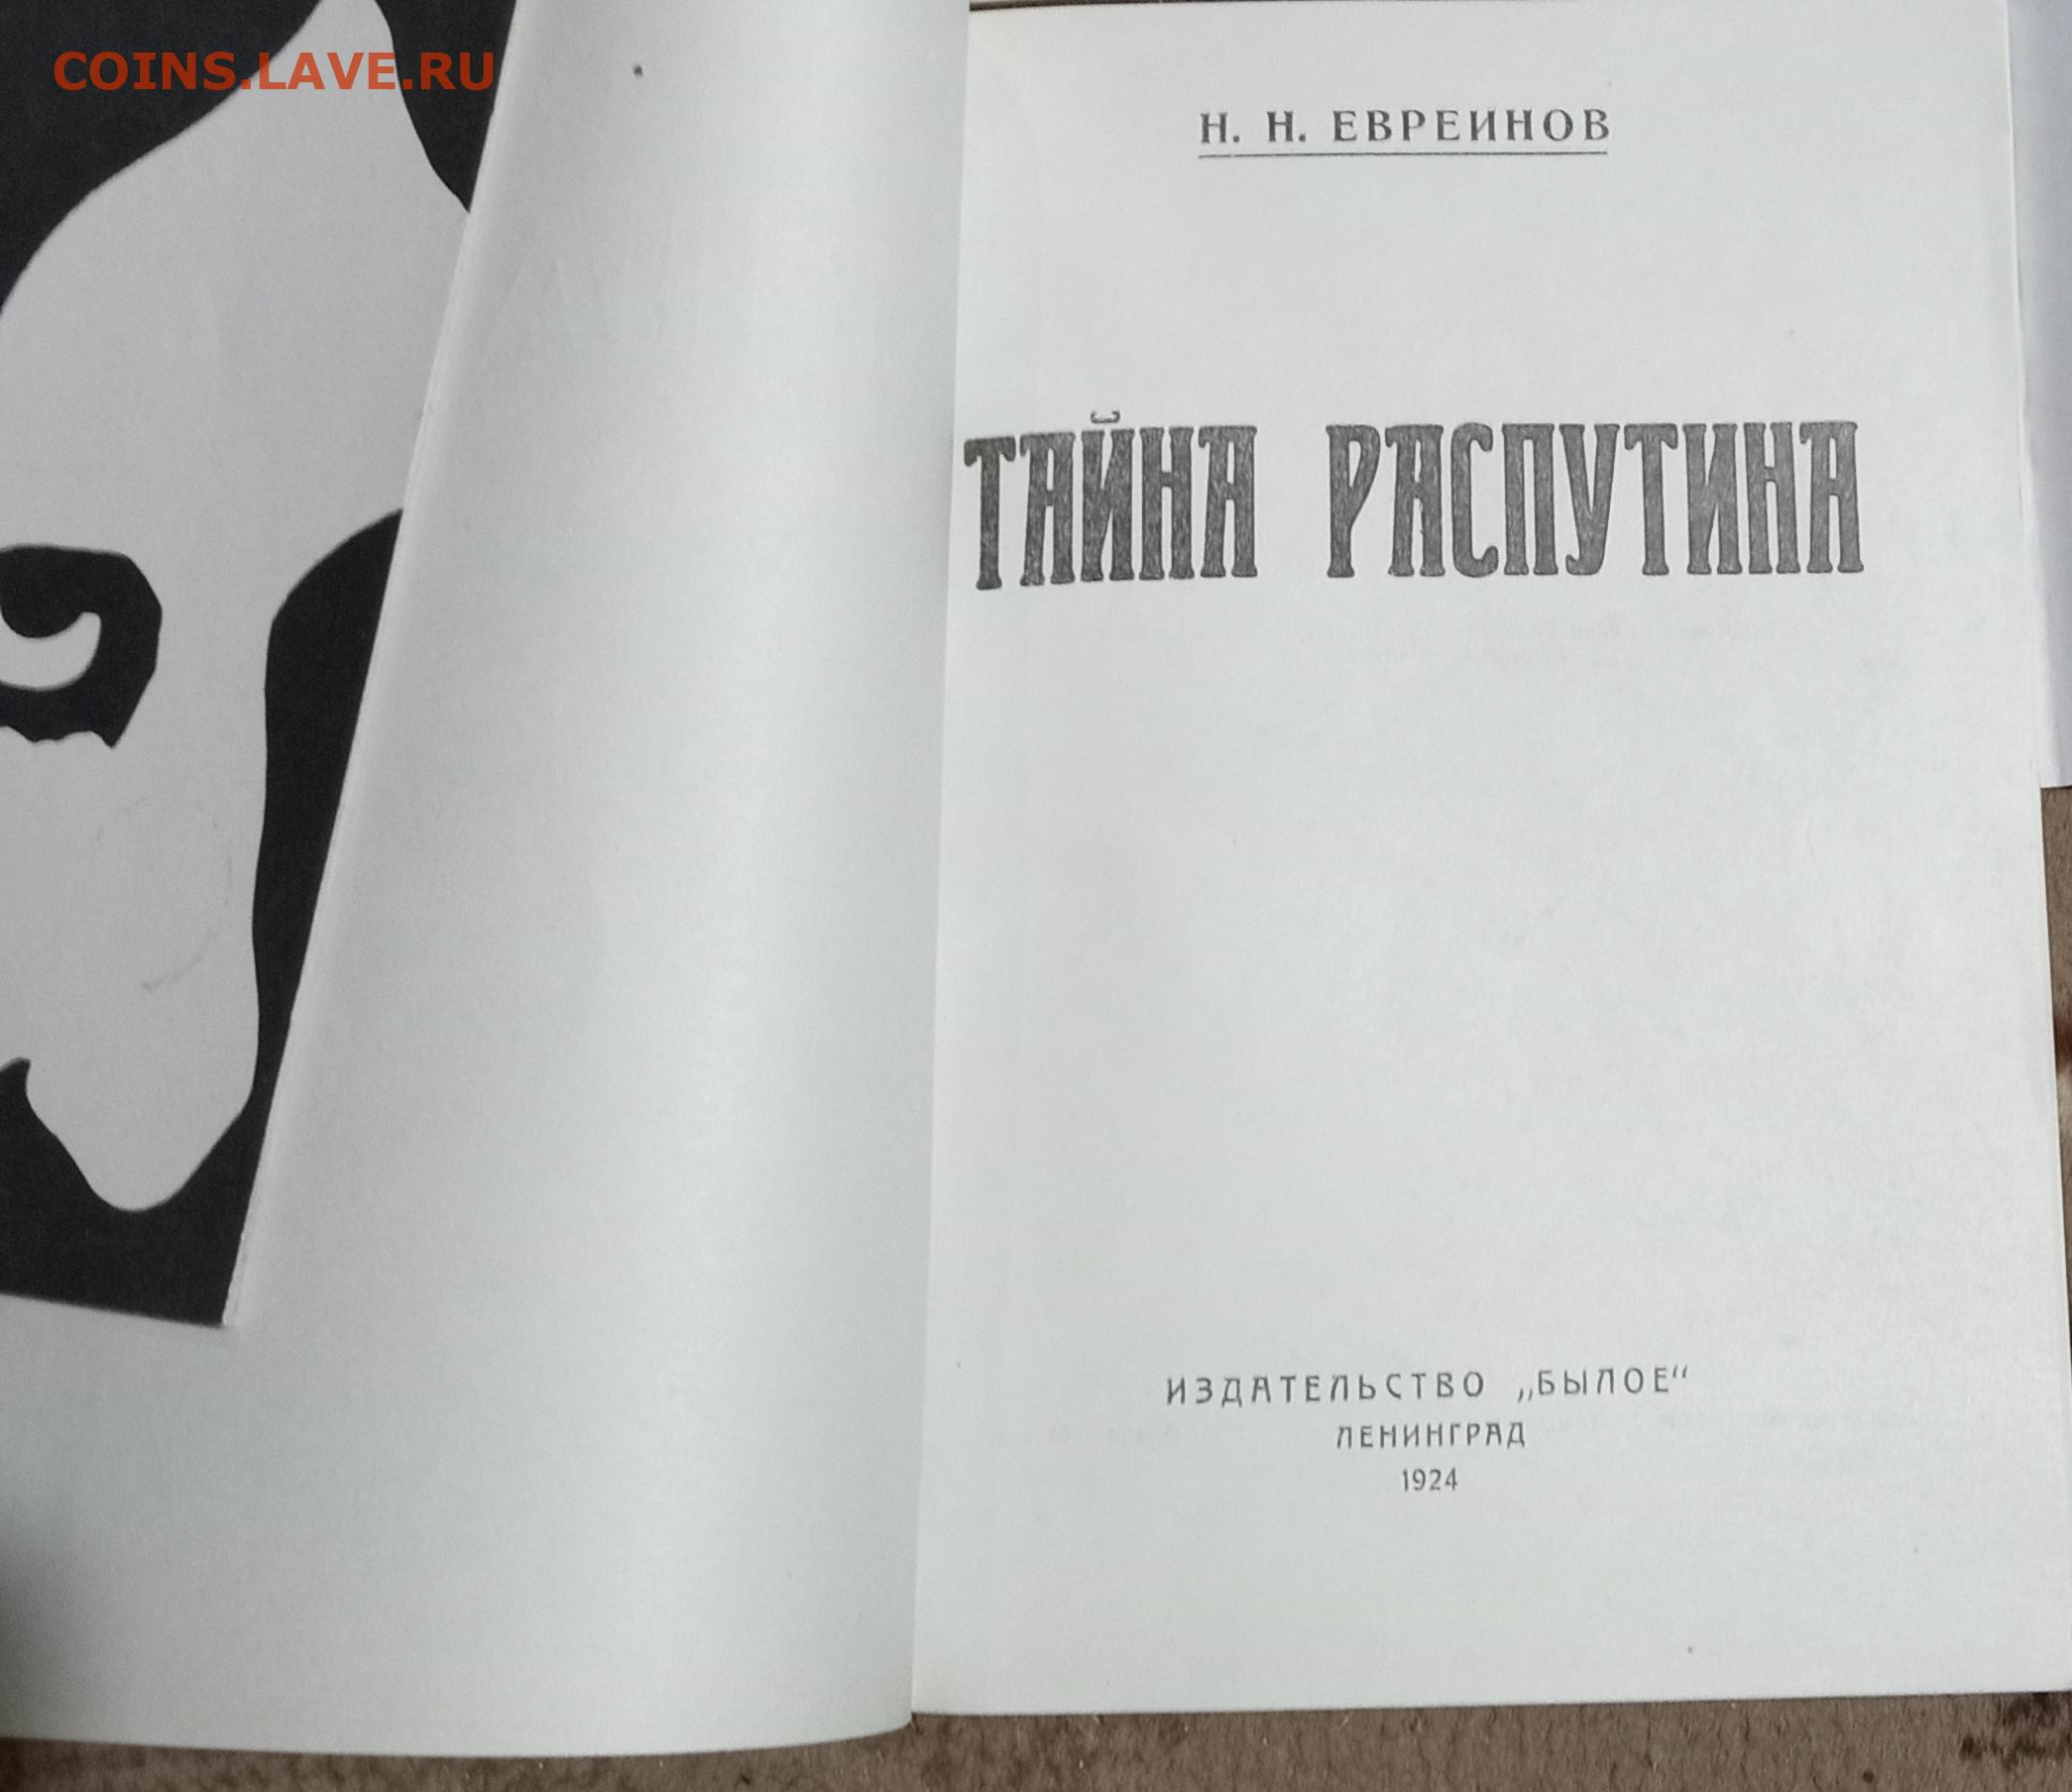 COINS.LAVE.RU
Н. Н. ЕВРЕИНОВ
ТАЙНА РАСПУТИНА
ИЗДАТЕЛЬСТВО „БЫЛОЕ“
ЛЕНИНГРАД
1924